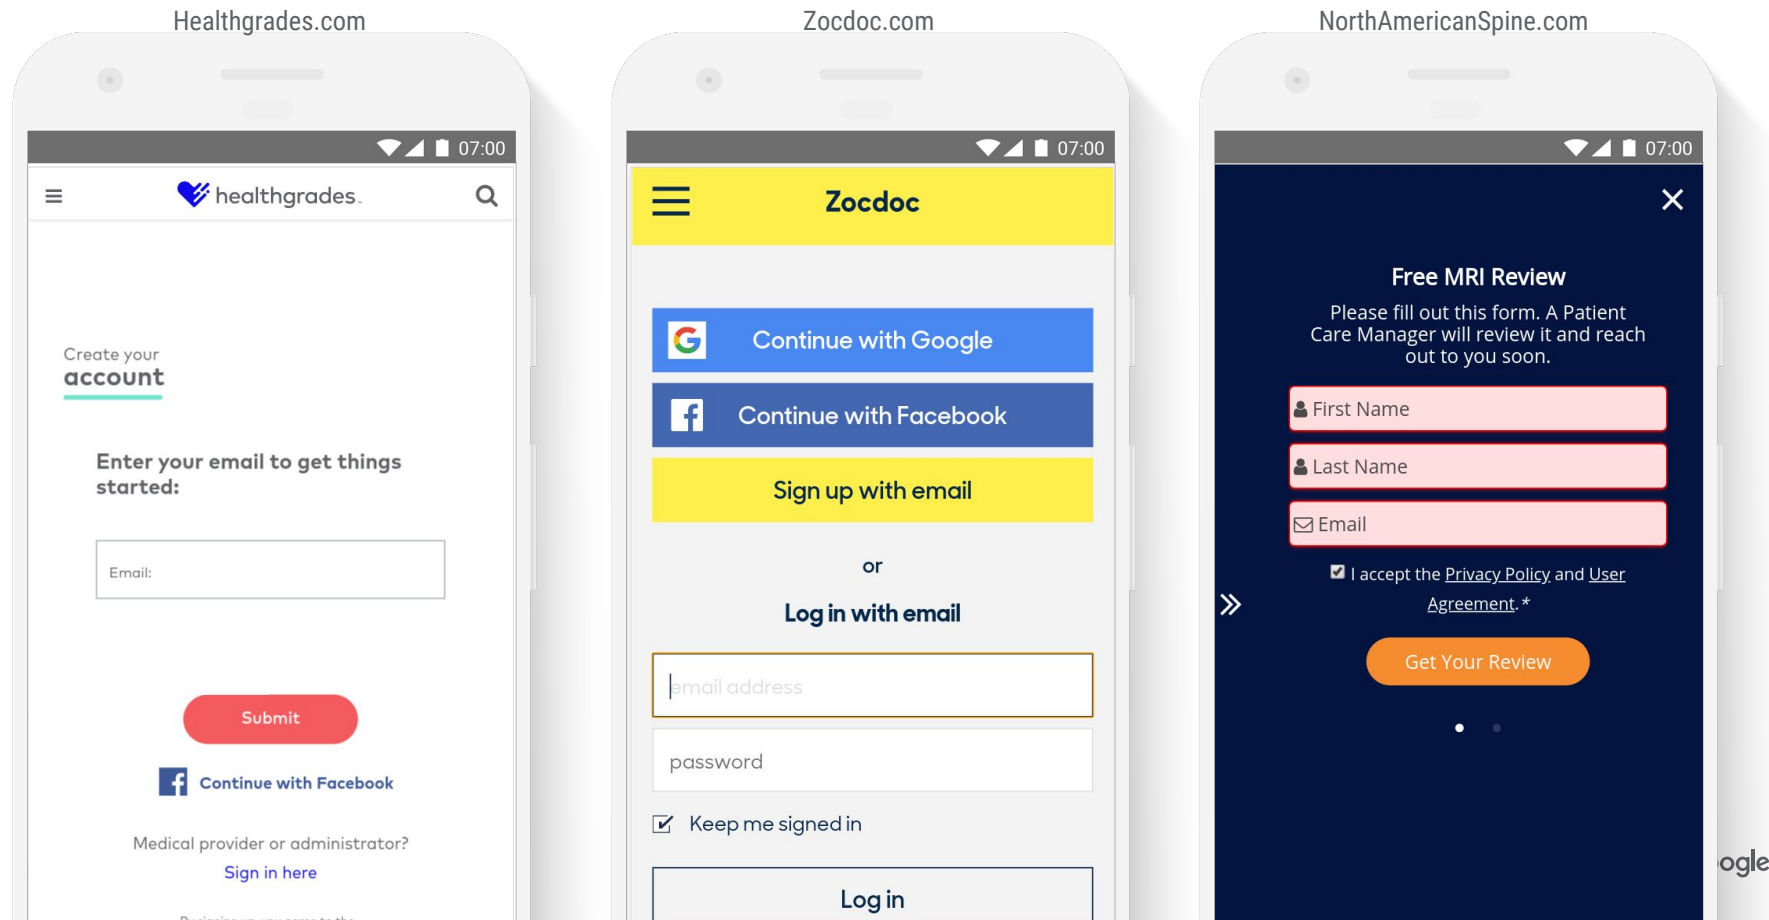 Healthgrades.com
07:00
healthgrades.
Create your
account
Enter your email to get things
started:
Email:
Submit
Continue with Facebook
Medical provider or administrator?
Sign in here
Zocdoc.com
07:00
Zocdoc
Continue with Google
Continue with Facebook
Sign up with email
or
Log in with email
email address
password
Keep me signed in
Log in
NorthAmericanSpine.com
07:00
Free MRI Review
Please fill out this form. A Patient
Care Manager will review it and reach
out to you soon.
First Name
Last Name
Email
I accept the Privacy Policy and User
Agreement.*
Get Your Review
ogle